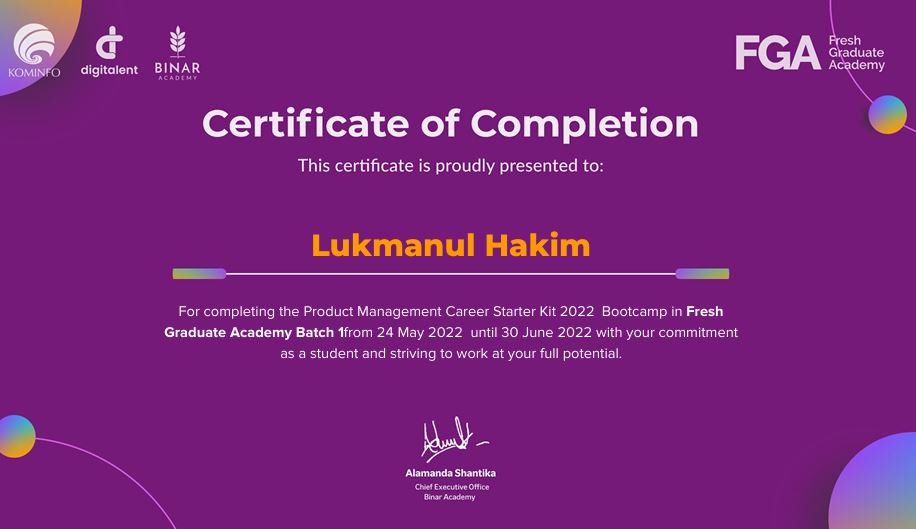 KOMINFO
digitalent
BINAR
ACADEMY
FGA
Fresh
Graduate
Academy
Certificate of Completion
This certificate is proudly presented to:
Lukmanul Hakim
For completing the Product Management Career Starter Kit 2022 Bootcamp in Fresh
Graduate Academy Batch 1from 24 May 2022 until 30 June 2022 with your commitment
as a student and striving to work at your full potential.
Alamanda Shantika
Chief Executive Office
Binar Academy